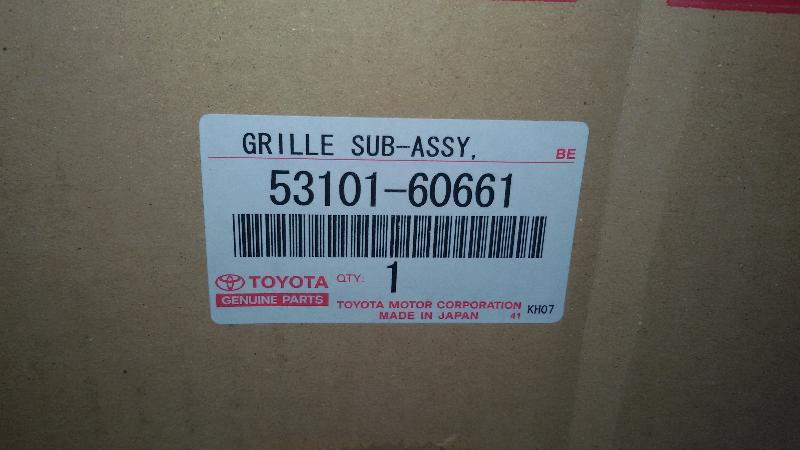 GRILLE SUB-ASSY,
BE
53101-60661
TOYOTA
GENUINE PARTS
QTY: 1
TOYOTA MOTOR CORPORATION
MADE IN JAPAN 41 KH07